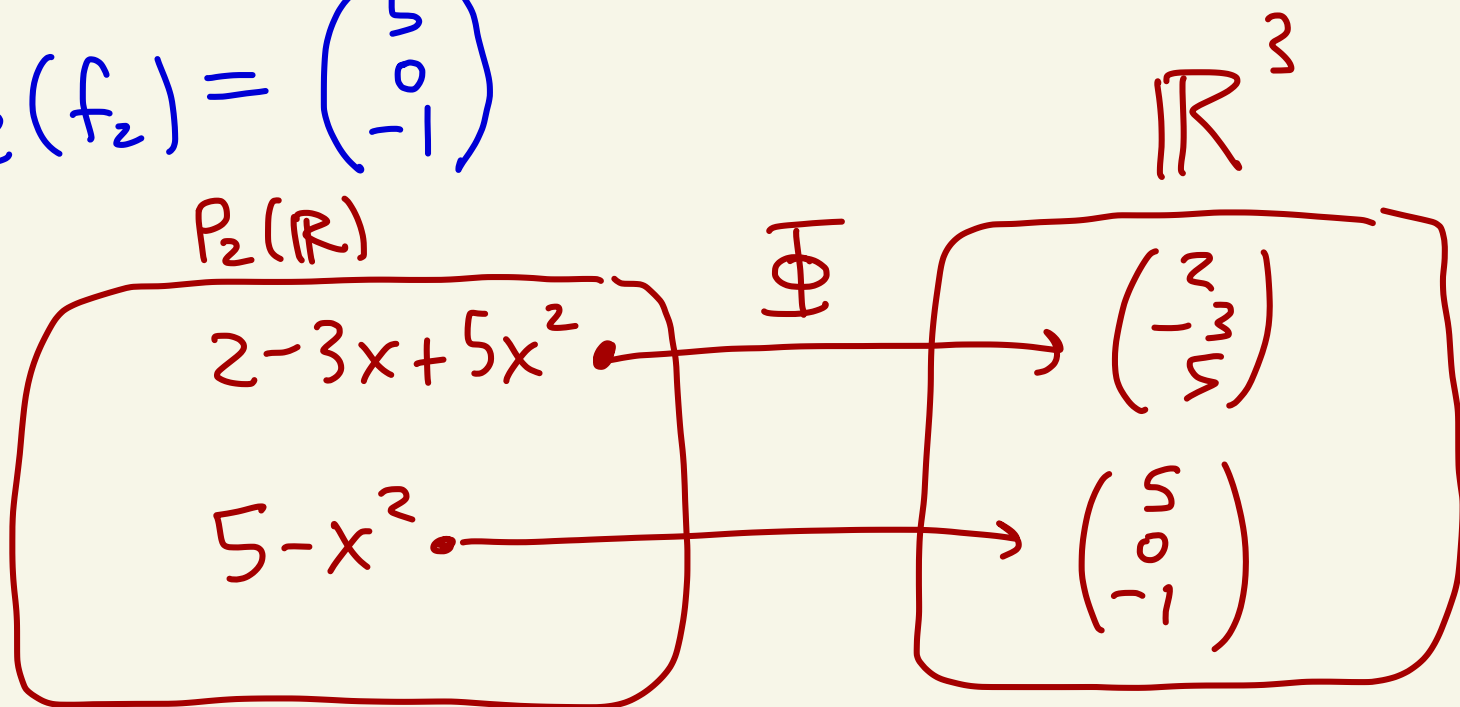 (f₂) = (5 0 -1)
ℝ³
P₂(ℝ)
Φ
2-3x+5x²
(2 -3 5)
5-x²
(5 0 -1)